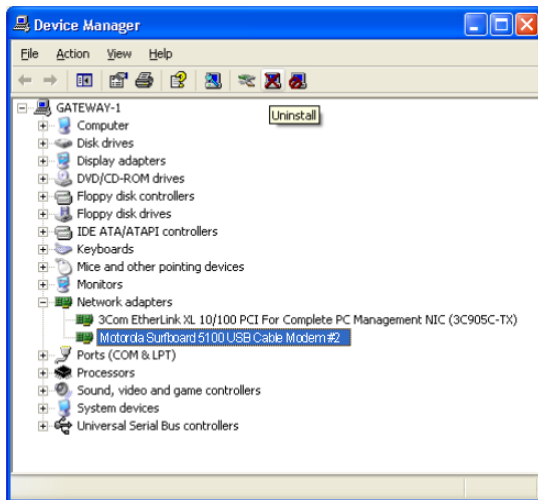 Device Manager
File Action View Help
Uninstall
GATEWAY-1
Computer
Disk drives
Display adapters
DVD/CD-ROM drives
Floppy disk controllers
Floppy disk drives
IDE ATA/ATAPI controllers
Keyboards
Mice and other pointing devices
Monitors
Network adapters
3Com EtherLink XL 10/100 PCI For Complete PC Management NIC (3C905C-TX)
Motorola Surfboard 5100 USB Cable Modem #2
Ports (COM & LPT)
Processors
Sound, video and game controllers
System devices
Universal Serial Bus controllers